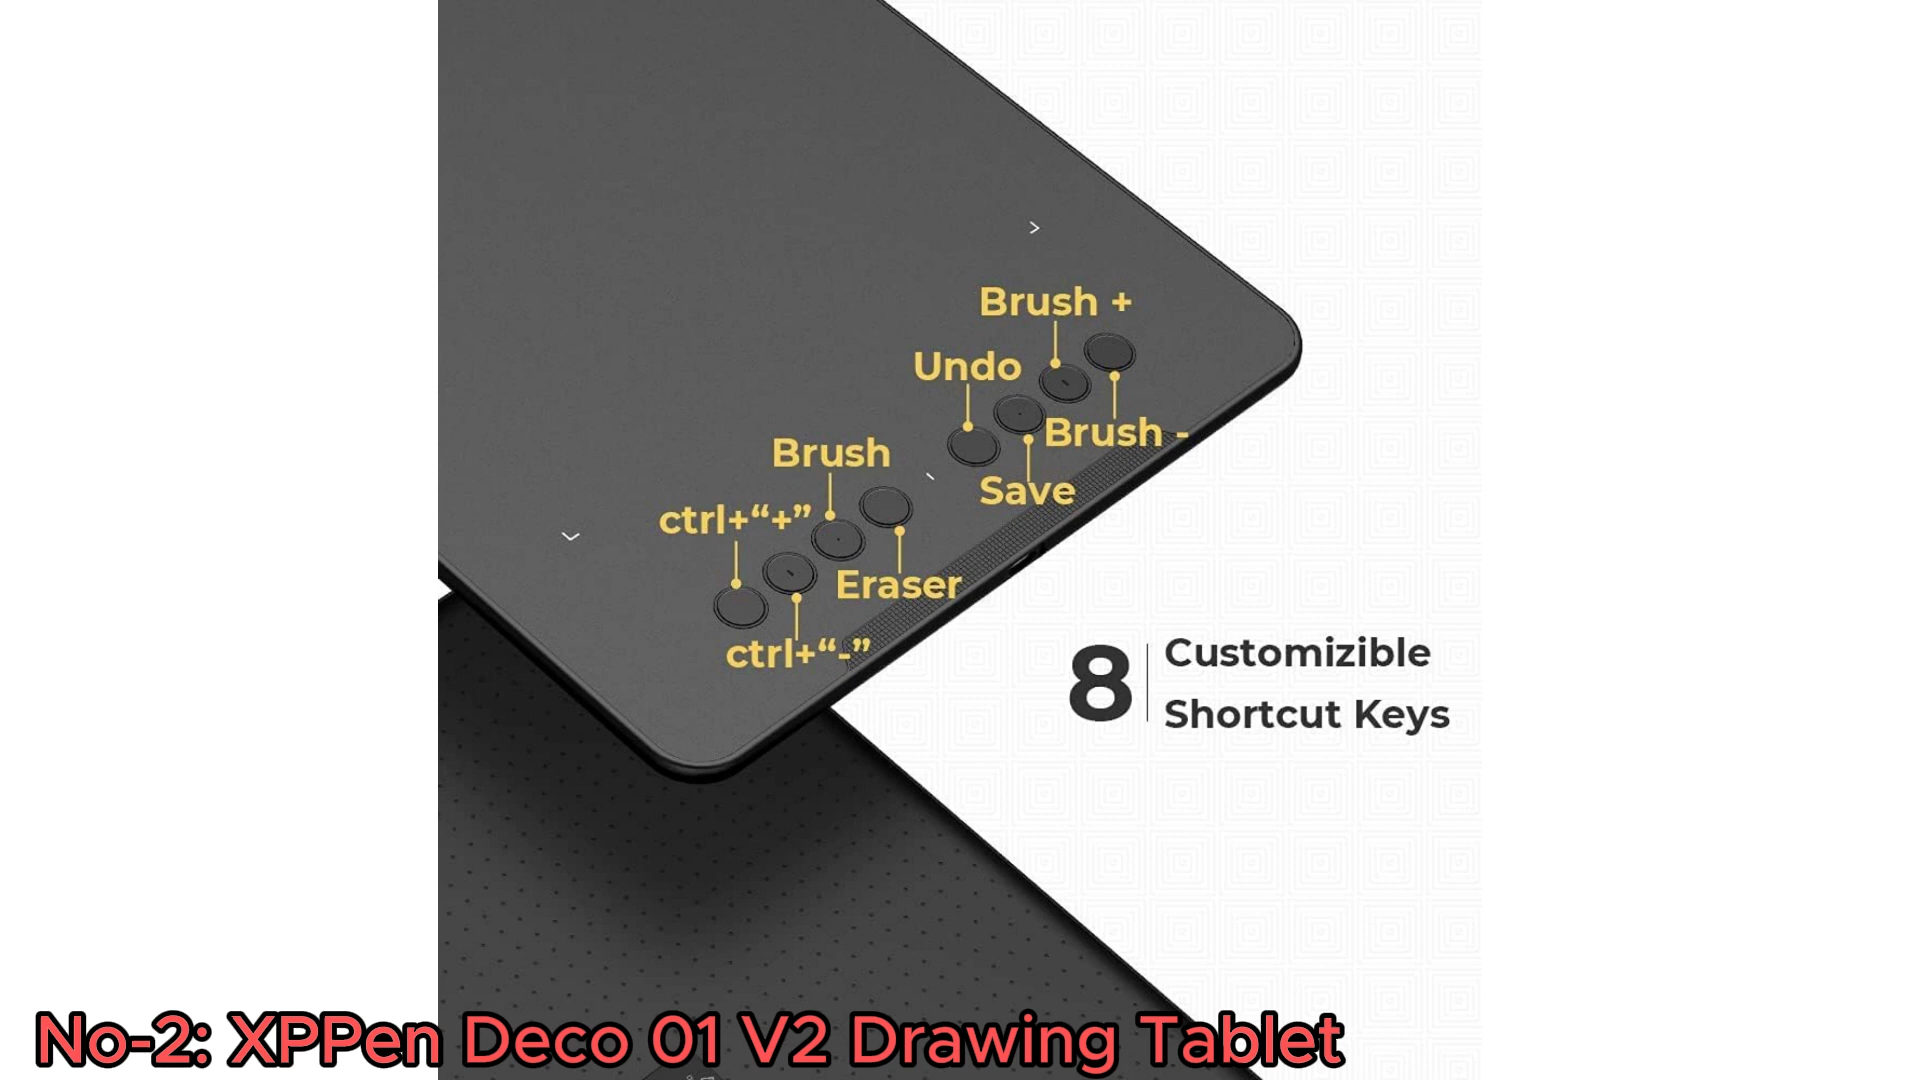 Brush +
Undo
Brush -
Brush
Save
ctrl+“+”
Eraser
ctrl+“-”
8
Customizible
Shortcut Keys
No-2: XPPen Deco 01 V2 Drawing Tablet